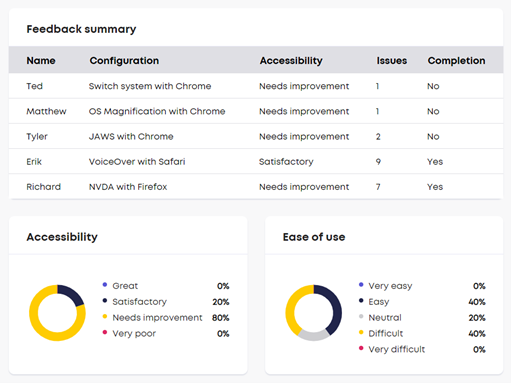 Feedback summary
Name Configuration Accessibility Issues Completion
Ted Switch system with Chrome Needs improvement 1 No
Matthew OS Magnification with Chrome Needs improvement 1 No
Tyler JAWS with Chrome Needs improvement 2 No
Erik VoiceOver with Safari Satisfactory 9 Yes
Richard NVDA with Firefox Needs improvement 7 Yes
Accessibility
Great 0%
Satisfactory 20%
Needs improvement 80%
Very poor 0%
Ease of use
Very easy 0%
Easy 40%
Neutral 20%
Difficult 40%
Very difficult 0%